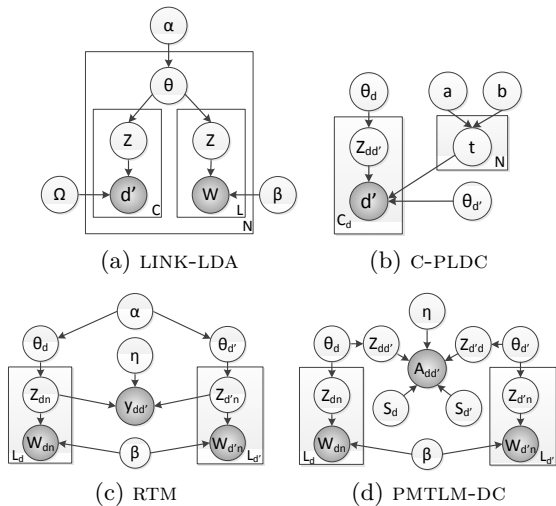 α
θ
Z Z
Ω d' W β
C L
N
(a) LINK-LDA
θd a b
Zdd' t
N
d' θd'
Cd
(b) C-PLDC
α
θd η θd'
Zdn ydd' Zd'n
Wdn β Wd'n
Ld Ld'
(c) RTM
η
θd Zdd' Zd'd θd'
Add'
Zdn Sd Sd' Zd'n
Wdn β Wd'n
Ld Ld'
(d) PMTLM-DC